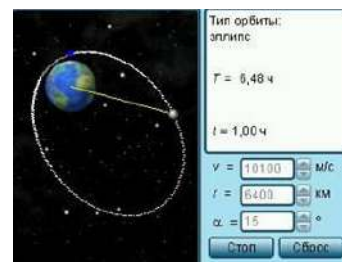 Тип орбиты:
эллипс
T = 6,48 ч
t = 1,00 ч
v = 10100 м/с
r = 6400 км
α = 15 °
Стоп Сброс